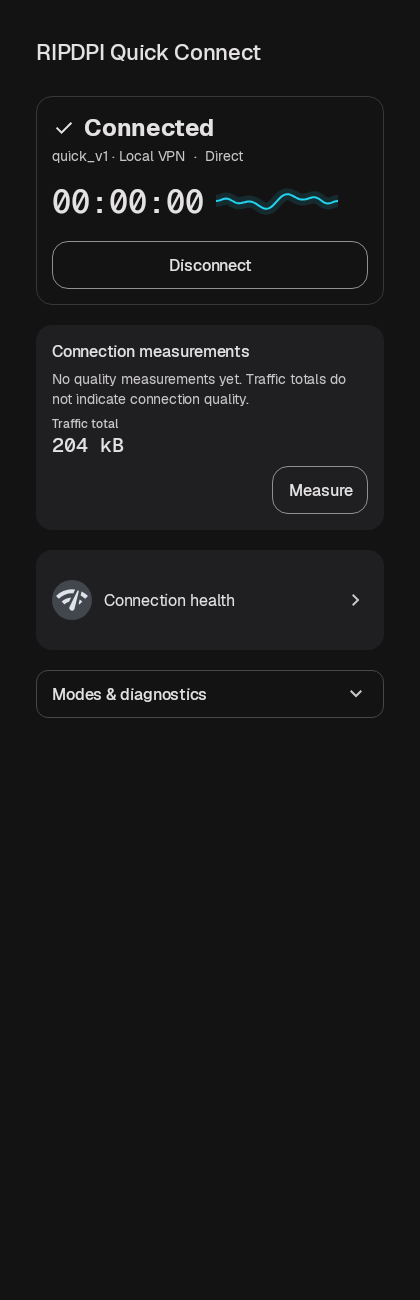 RIPDPI Quick Connect
Connected
quick_v1 · Local VPN · Direct
00:00:00
Disconnect
Connection measurements
No quality measurements yet. Traffic totals do
not indicate connection quality.
Traffic total
204 kB
Measure
Connection health
Modes & diagnostics